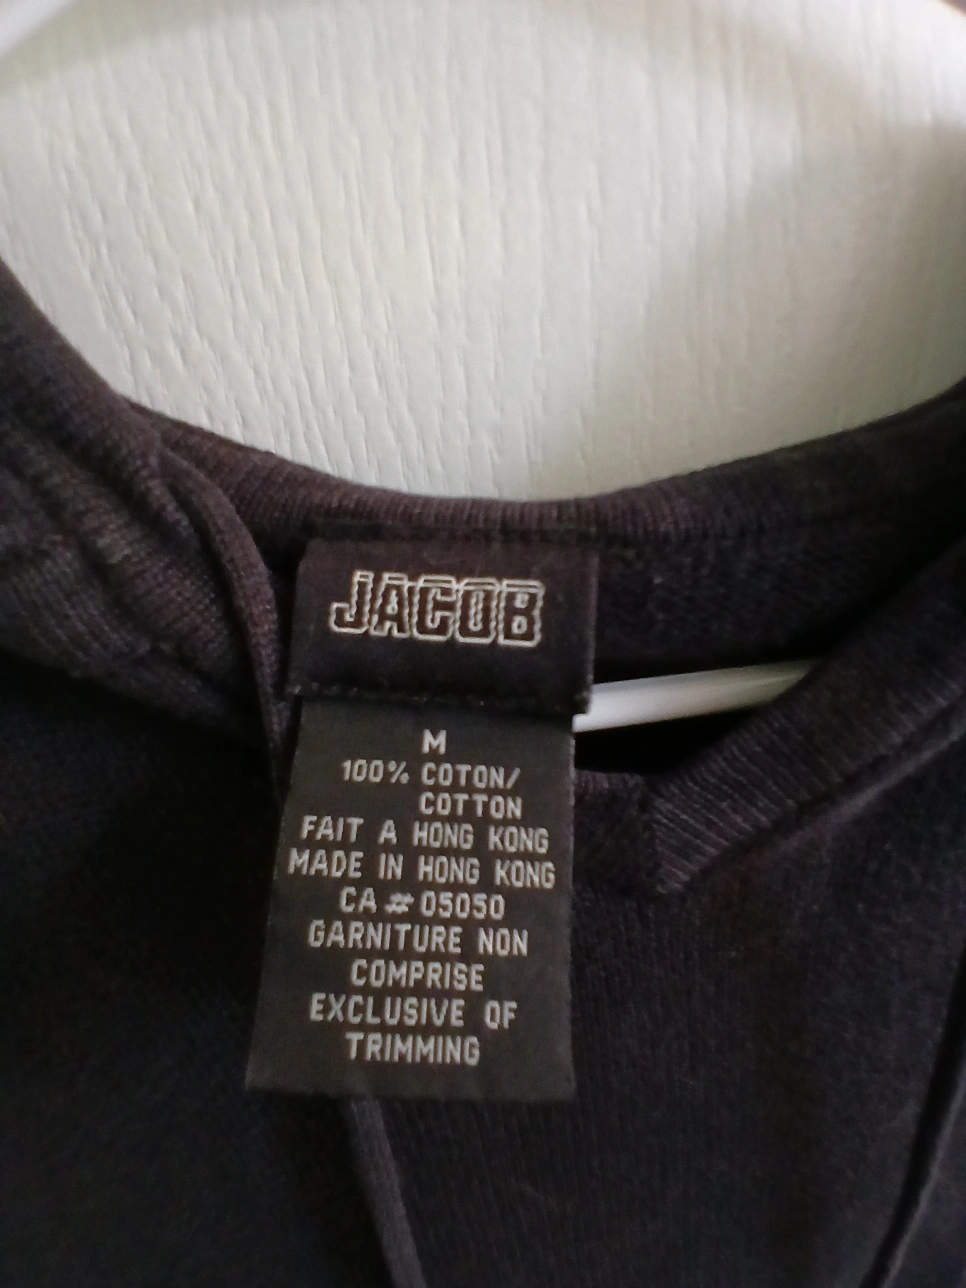 JACOB
M
100% COTON/
COTTON
FAIT A HONG KONG
MADE IN HONG KONG
CA # 05050
GARNITURE NON
COMPRISE
EXCLUSIVE OF
TRIMMING